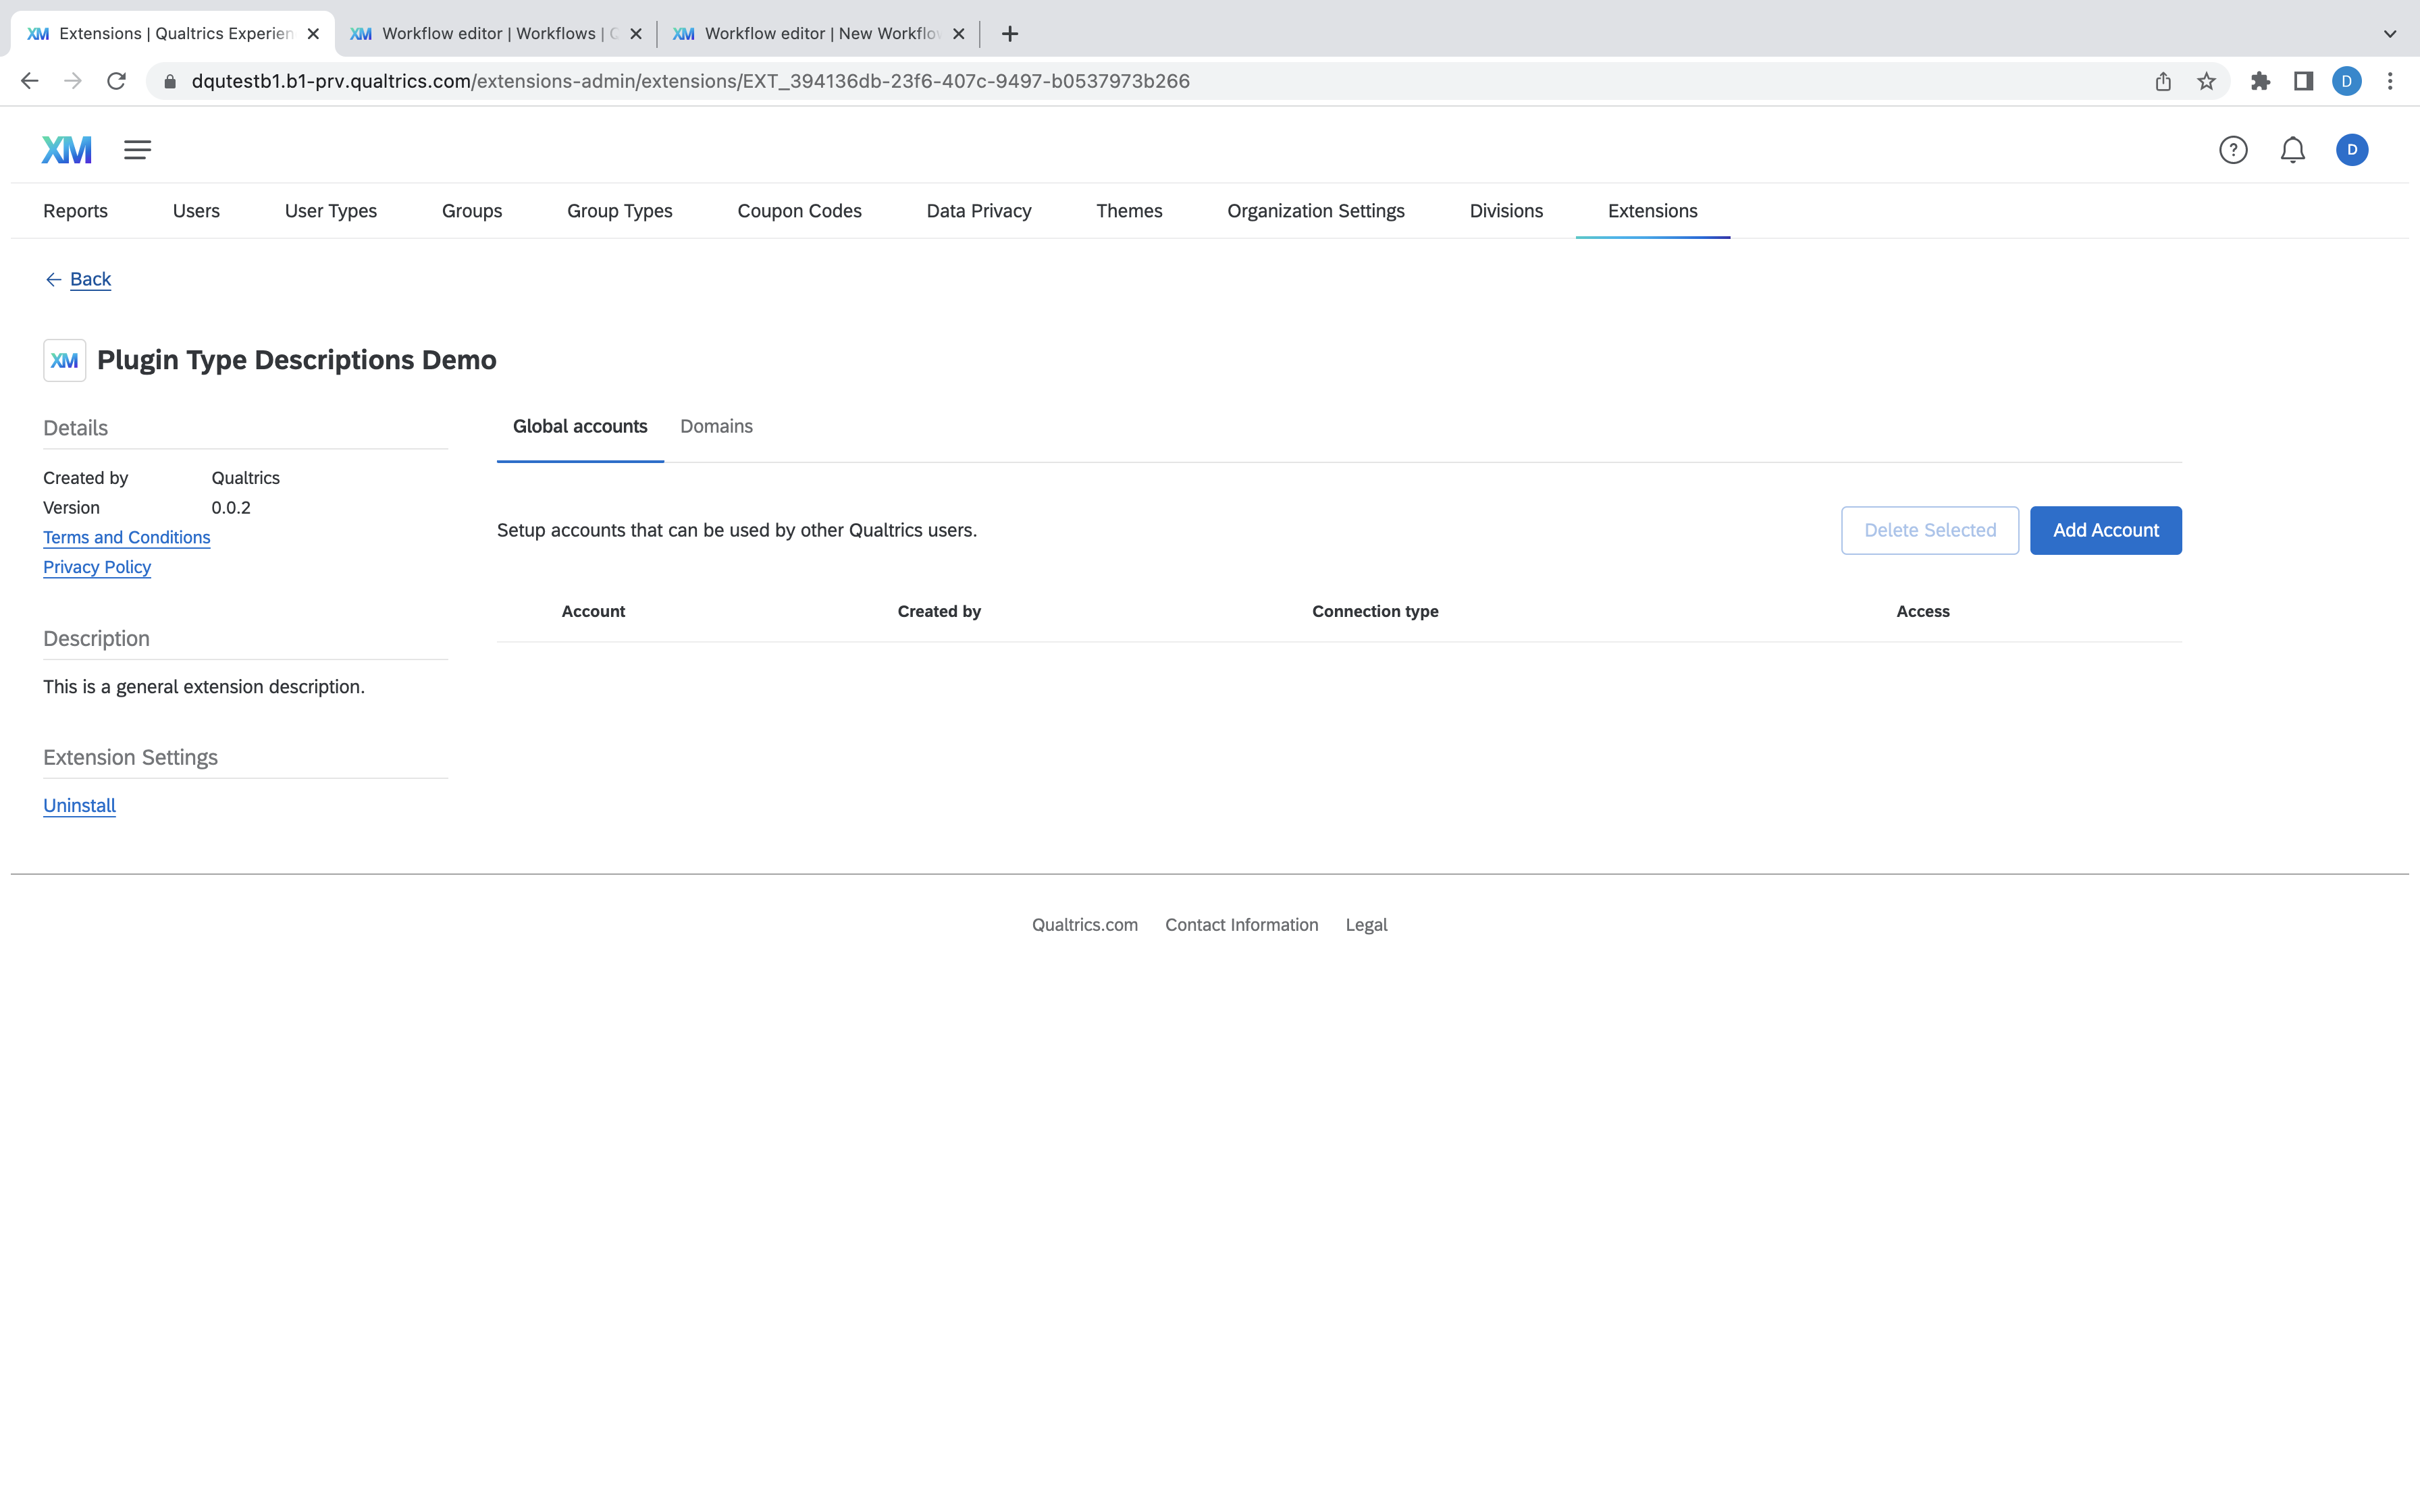 XM Extensions | Qualtrics Experien
XM Workflow editor | Workflows |
XM Workflow editor | New Workflo
dqutestb1.b1-prv.qualtrics.com/extensions-admin/extensions/EXT_394136db-23f6-407c-9497-b0537973b266
D
XM
?
D
Reports Users User Types Groups Group Types Coupon Codes Data Privacy Themes Organization Settings Divisions Extensions
← Back
XM Plugin Type Descriptions Demo
Details
Created by Qualtrics
Version 0.0.2
Terms and Conditions
Privacy Policy
Description
This is a general extension description.
Extension Settings
Uninstall
Global accounts Domains
Setup accounts that can be used by other Qualtrics users.
Delete Selected Add Account
Account Created by Connection type Access
Qualtrics.com Contact Information Legal